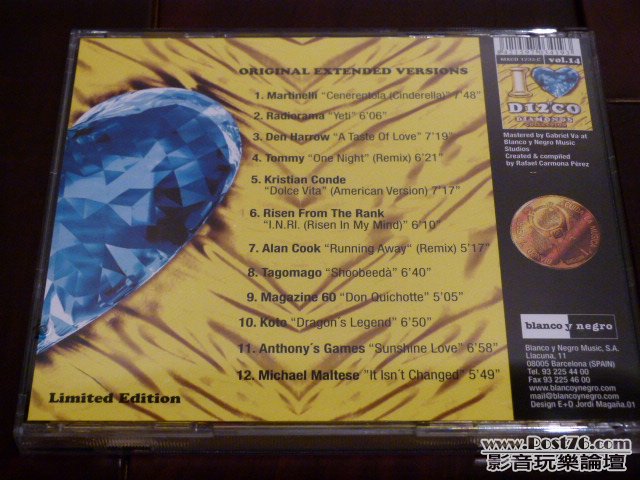 ORIGINAL EXTENDED VERSIONS
1. Martinelli “Cenerentola (Cinderella)” 7´48”
2. Radiorama “Yeti” 6´06”
3. Den Harrow “A Taste Of Love” 7´19”
4. Tommy “One Night” (Remix) 6´21”
5 Kristian Conde
“Dolce Vita” (American Version) 7´17”
6. Risen From The Rank
“I.N.RI. (Risen In My Mind)” 6´10”
7. Alan Cook “Running Away“ (Remix) 5´17”
8. Tagomago “Shoobeedà” 6´40”
9. Magazine 60 “Don Quichotte” 5´05”
10. Koto “Dragon´s Legend” 6´50”
11. Anthony´s Games “Sunshine Love” 6´58”
12. Michael Maltese ”It Isn´t Changed” 5´49”
Limited Edition
MXCD 1232-C vol.14
I
DI2CO
DIAMONDS
Mastered by Gabriel Va at
Blanco y Negro Music
Studios
Created & compiled
by Rafael Carmona Pérez
blanco y negro
Blanco y Negro Music, S.A.
Llacuna, 11
08005 Barcelona (SPAIN)
Tel. 93 225 44 00
Fax 93 225 46 00
www.blancoynegro.com
mail@blancoynegro.com
Design E+O Jordi Magaña.01
www.Post76.com
影音玩樂論壇